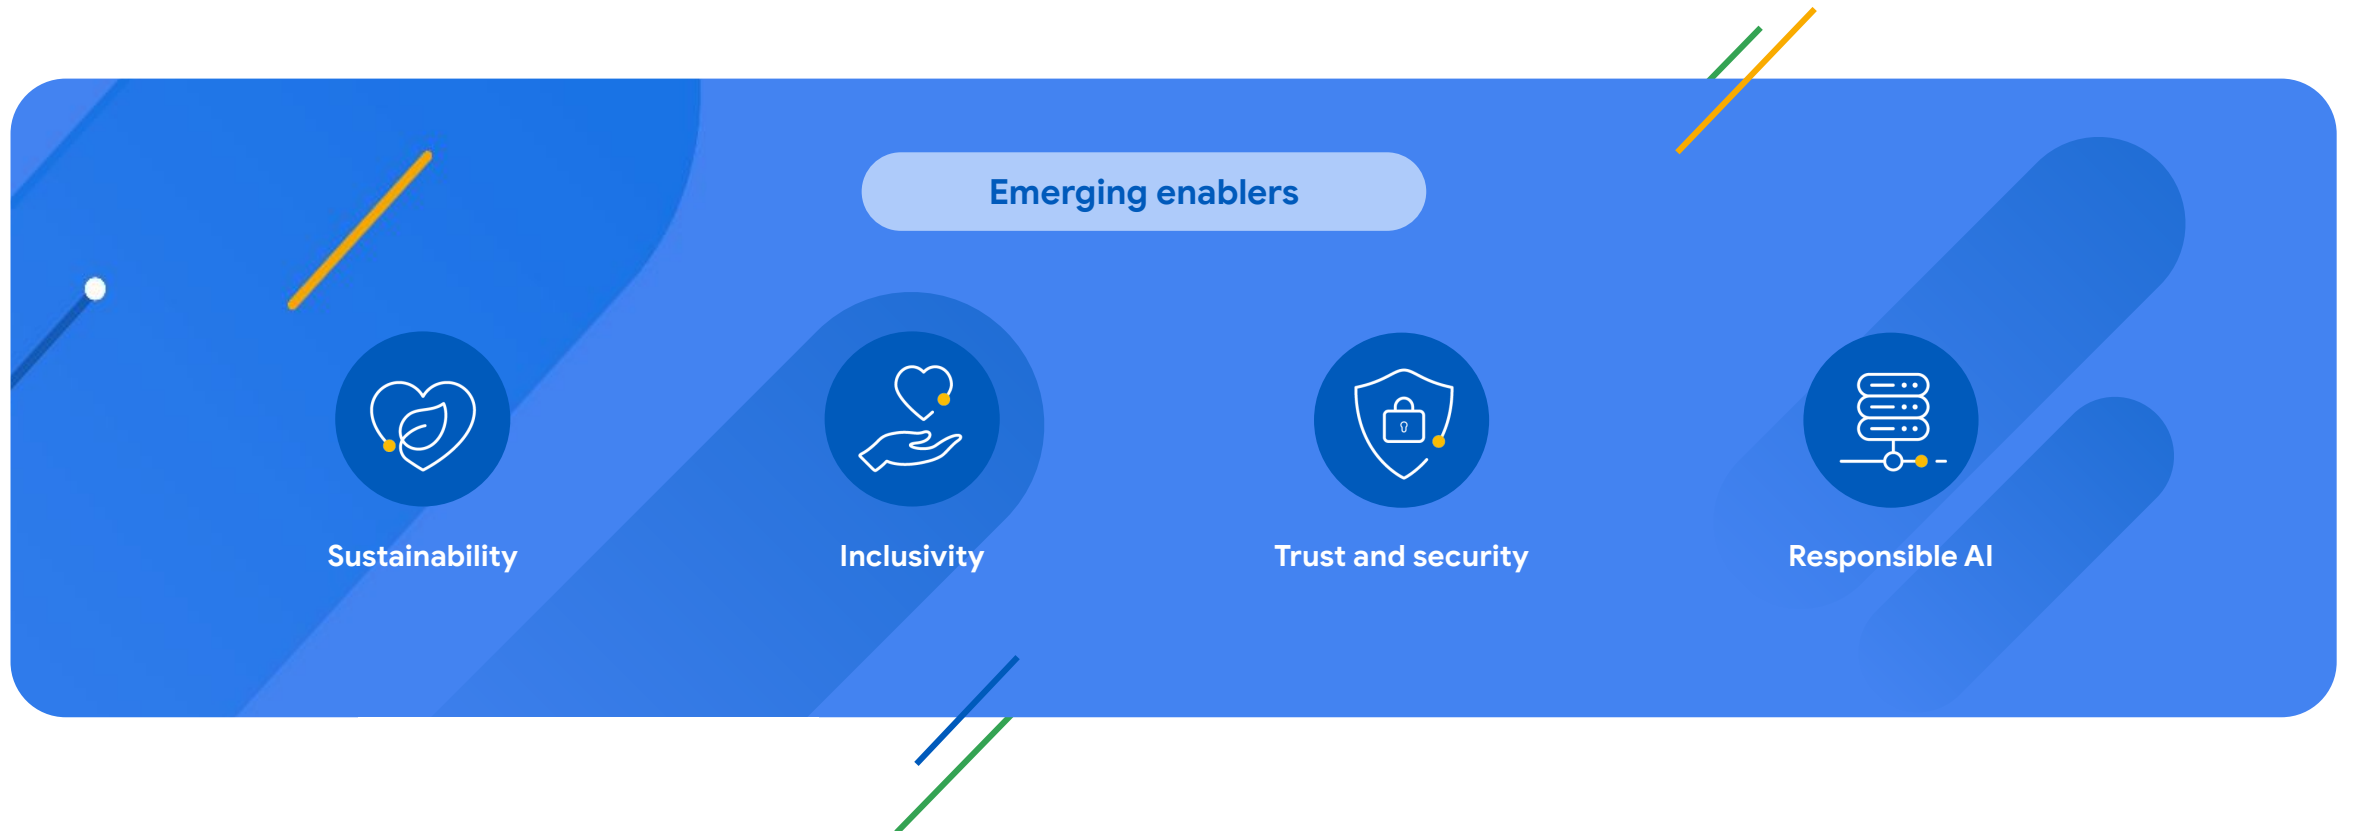 Emerging enablers
Sustainability
Inclusivity
Trust and security
Responsible AI